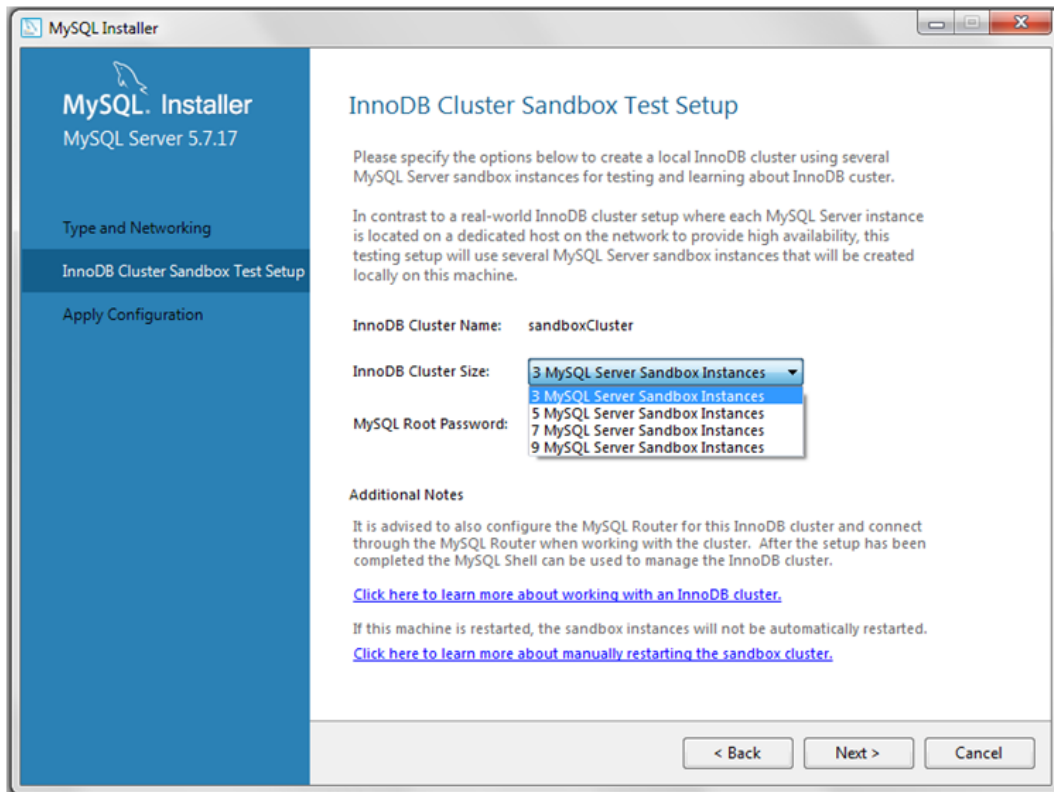 MySQL Installer
MySQL. Installer
MySQL Server 5.7.17
Type and Networking
InnoDB Cluster Sandbox Test Setup
Apply Configuration
InnoDB Cluster Sandbox Test Setup
Please specify the options below to create a local InnoDB cluster using several
MySQL Server sandbox instances for testing and learning about InnoDB custer.
In contrast to a real-world InnoDB cluster setup where each MySQL Server instance
is located on a dedicated host on the network to provide high availability, this
testing setup will use several MySQL Server sandbox instances that will be created
locally on this machine.
InnoDB Cluster Name: sandboxCluster
InnoDB Cluster Size: 3 MySQL Server Sandbox Instances
3 MySQL Server Sandbox Instances
5 MySQL Server Sandbox Instances
MySQL Root Password:
7 MySQL Server Sandbox Instances
9 MySQL Server Sandbox Instances
Additional Notes
It is advised to also configure the MySQL Router for this InnoDB cluster and connect
through the MySQL Router when working with the cluster. After the setup has been
completed the MySQL Shell can be used to manage the InnoDB cluster.
Click here to learn more about working with an InnoDB cluster.
If this machine is restarted, the sandbox instances will not be automatically restarted.
Click here to learn more about manually restarting the sandbox cluster.
< Back
Next >
Cancel